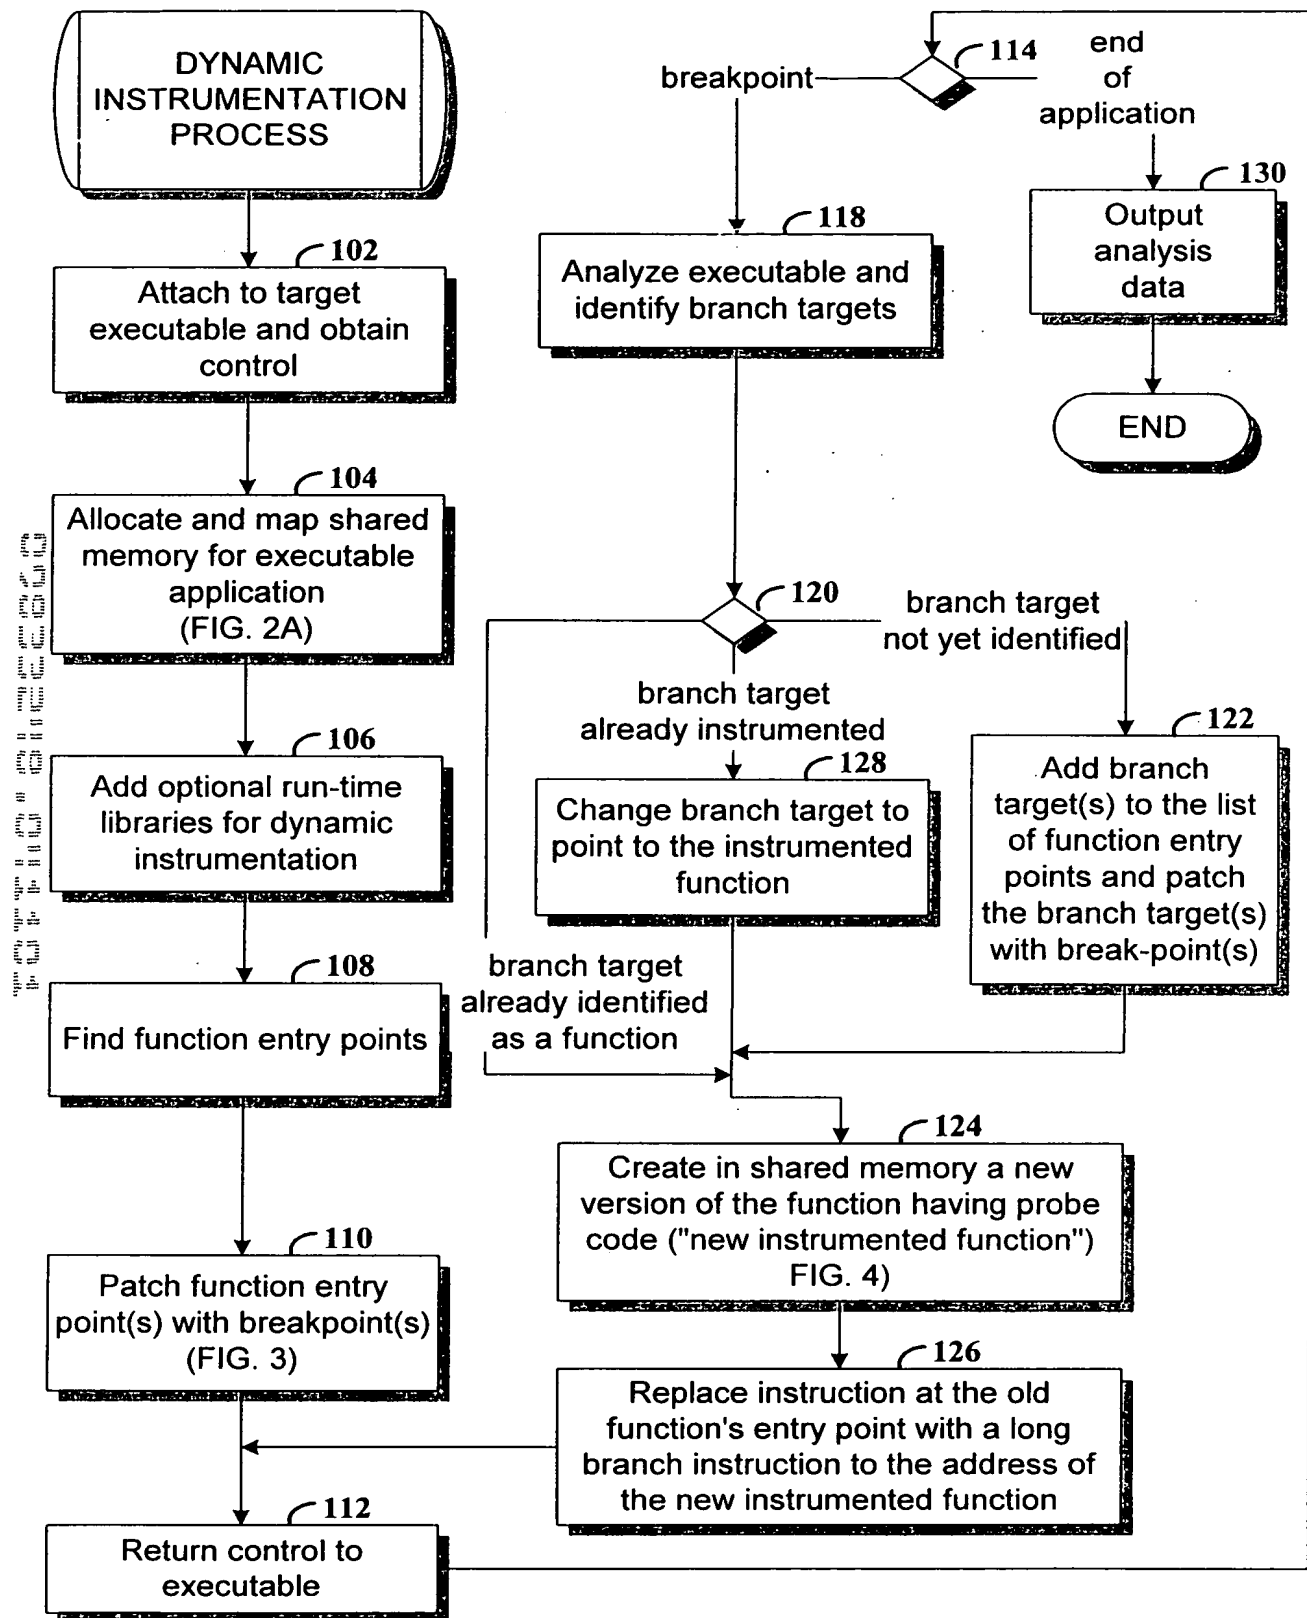 DYNAMIC
INSTRUMENTATION
PROCESS
102
Attach to target
executable and obtain
control
104
Allocate and map shared
memory for executable
application
(FIG. 2A)
106
Add optional run-time
libraries for dynamic
instrumentation
108
Find function entry points
110
Patch function entry
point(s) with breakpoint(s)
(FIG. 3)
112
Return control to
executable
114
breakpoint
end
of
application
130
Output
analysis
data
END
118
Analyze executable and
identify branch targets
120
branch target
not yet identified
branch target
already instrumented
122
Add branch
target(s) to the list
of function entry
points and patch
the branch target(s)
with break-point(s)
128
Change branch target to
point to the instrumented
function
branch target
already identified
as a function
124
Create in shared memory a new
version of the function having probe
code ("new instrumented function")
FIG. 4)
126
Replace instruction at the old
function's entry point with a long
branch instruction to the address of
the new instrumented function